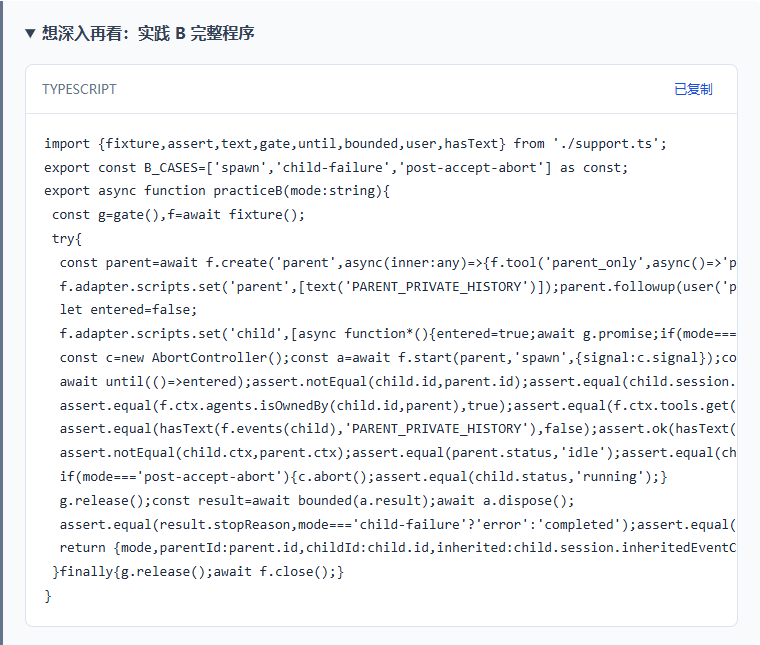 ▼ 想深入再看：实践 B 完整程序
TYPESCRIPT
已复制
import {fixture,assert,text,gate,until,bounded,user,hasText} from './support.ts';
export const B_CASES=['spawn','child-failure','post-accept-abort'] as const;
export async function practiceB(mode:string){
 const g=gate(),f=await fixture();
 try{
  const parent=await f.create('parent',async(inner:any)=>{f.tool('parent_only',async()=>'p
  f.adapter.scripts.set('parent',[text('PARENT_PRIVATE_HISTORY')]);parent.followup(user('p
  let entered=false;
  f.adapter.scripts.set('child',[async function*(){entered=true;await g.promise;if(mode===
  const c=new AbortController();const a=await f.start(parent,'spawn',{signal:c.signal});co
  await until(()=>entered);assert.notEqual(child.id,parent.id);assert.equal(child.session.
  assert.equal(f.ctx.agents.isOwnedBy(child.id,parent),true);assert.equal(f.ctx.tools.get(
  assert.equal(hasText(f.events(child),'PARENT_PRIVATE_HISTORY'),false);assert.ok(hasText(
  assert.notEqual(child.ctx,parent.ctx);assert.equal(parent.status,'idle');assert.equal(ch
  if(mode==='post-accept-abort'){c.abort();assert.equal(child.status,'running');}
  g.release();const result=await bounded(a.result);await a.dispose();
  assert.equal(result.stopReason,mode==='child-failure'?'error':'completed');assert.equal(
  return {mode,parentId:parent.id,childId:child.id,inherited:child.session.inheritedEventC
 }finally{g.release();await f.close();}
}